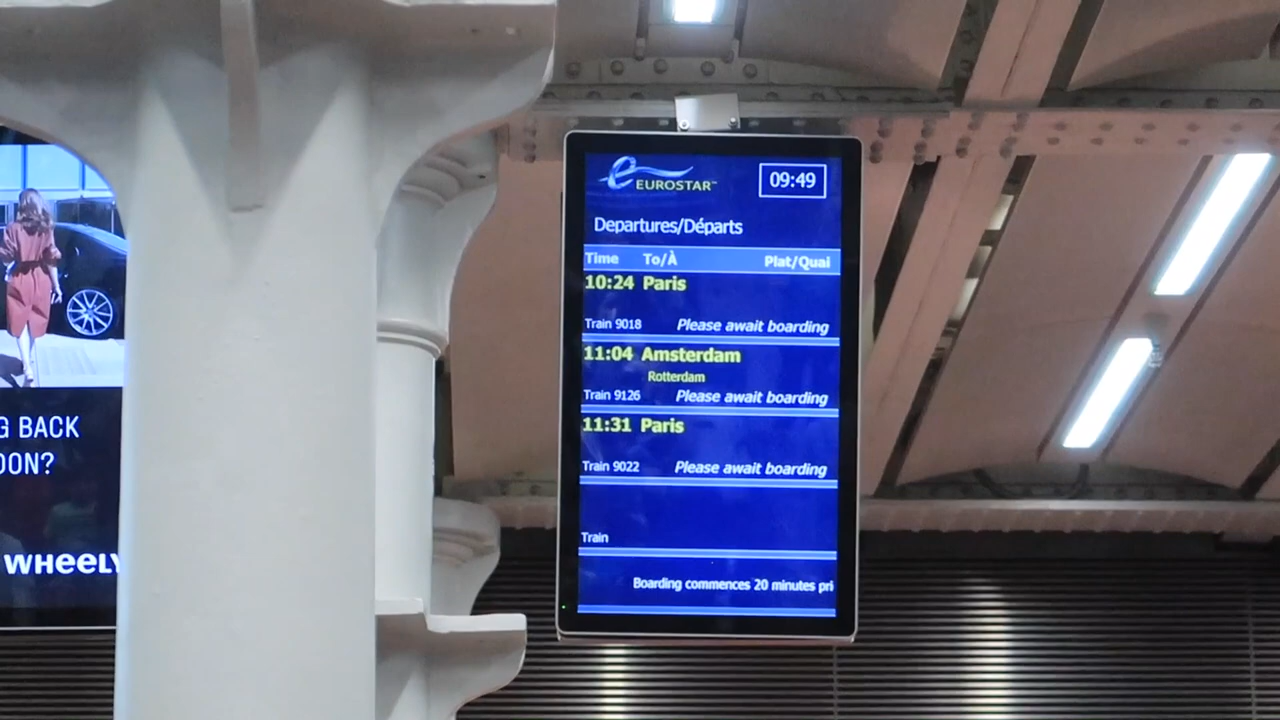 EUROSTAR™
09:49
Departures/Départs
Time To/À Plat/Quai
10:24 Paris
Train 9018 Please await boarding
11:04 Amsterdam
Rotterdam
Train 9126 Please await boarding
11:31 Paris
Train 9022 Please await boarding
Train
Boarding commences 20 minutes pri
G BACK
OON?
WHEELY